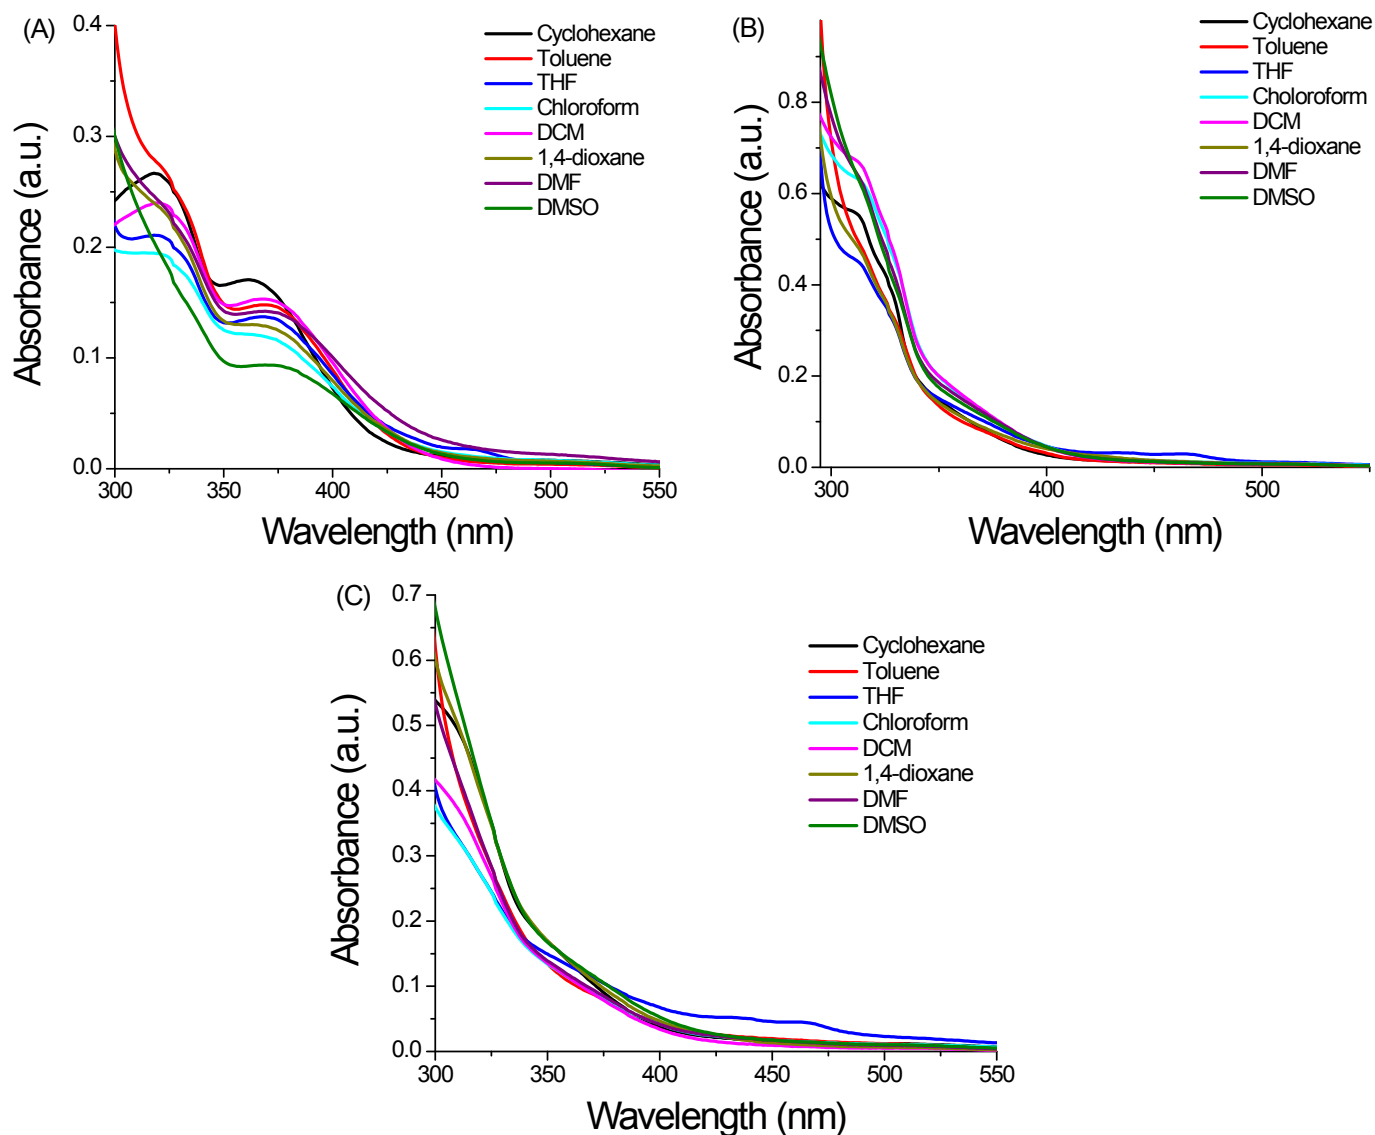 (A)
Cyclohexane
Toluene
THF
Chloroform
DCM
1,4-dioxane
DMF
DMSO
0.4
0.3
0.2
0.1
0.0
Absorbance (a.u.)
300 350 400 450 500 550
Wavelength (nm)
(B)
Cyclohexane
Toluene
THF
Choloroform
DCM
1,4-dioxane
DMF
DMSO
0.8
0.6
0.4
0.2
0.0
Absorbance (a.u.)
300 400 500
Wavelength (nm)
(C)
Cyclohexane
Toluene
THF
Chloroform
DCM
1,4-dioxane
DMF
DMSO
0.7
0.6
0.5
0.4
0.3
0.2
0.1
0.0
Absorbance (a.u.)
300 350 400 450 500 550
Wavelength (nm)